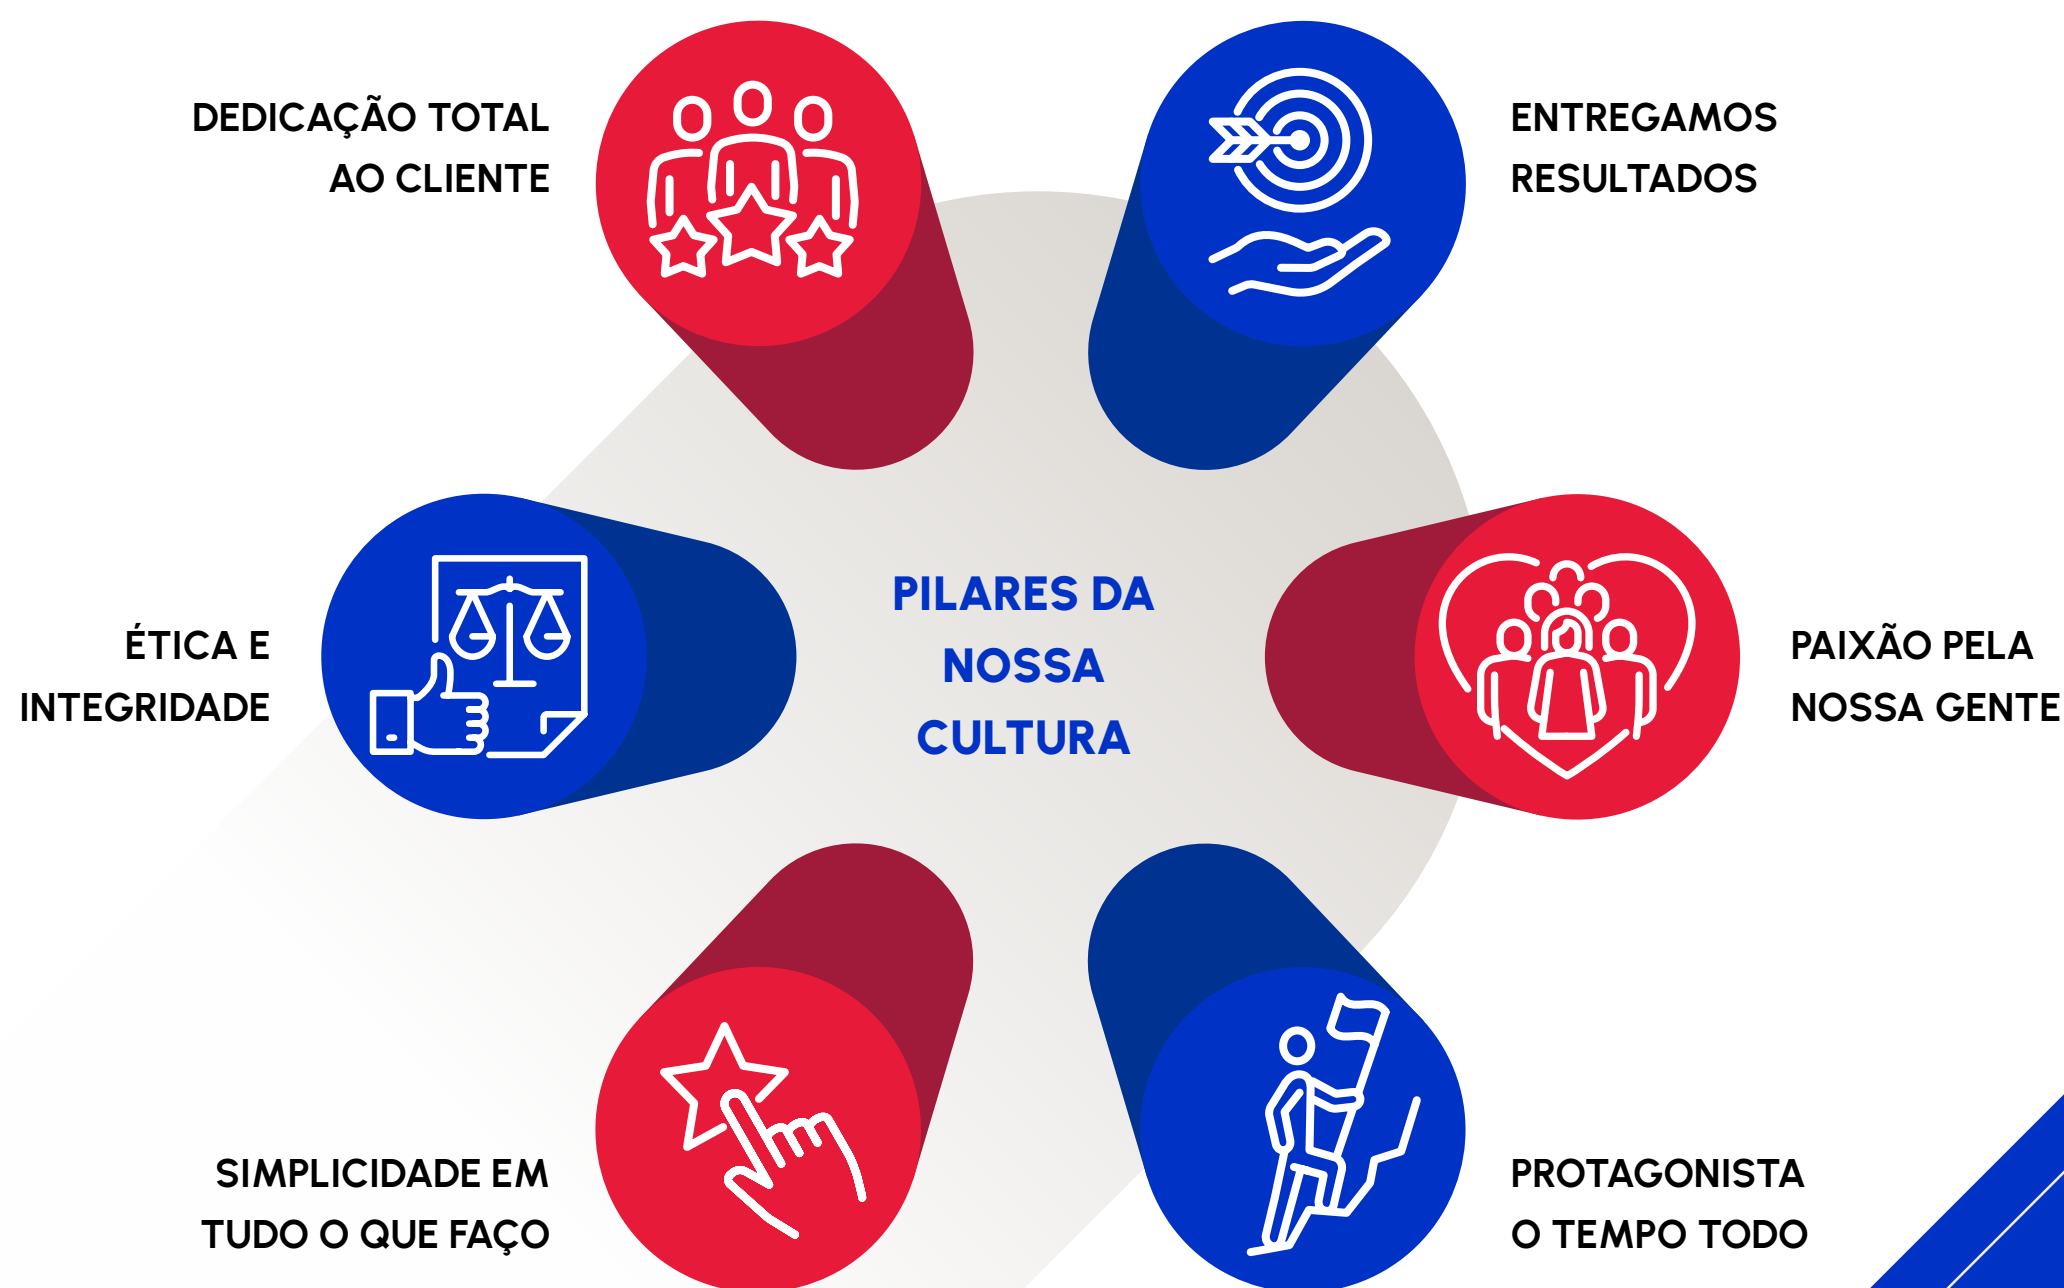 DEDICAÇÃO TOTAL
AO CLIENTE
ENTREGAMOS
RESULTADOS
ÉTICA E
INTEGRIDADE
PILARES DA
NOSSA
CULTURA
PAIXÃO PELA
NOSSA GENTE
SIMPLICIDADE EM
TUDO O QUE FAÇO
PROTAGONISTA
O TEMPO TODO